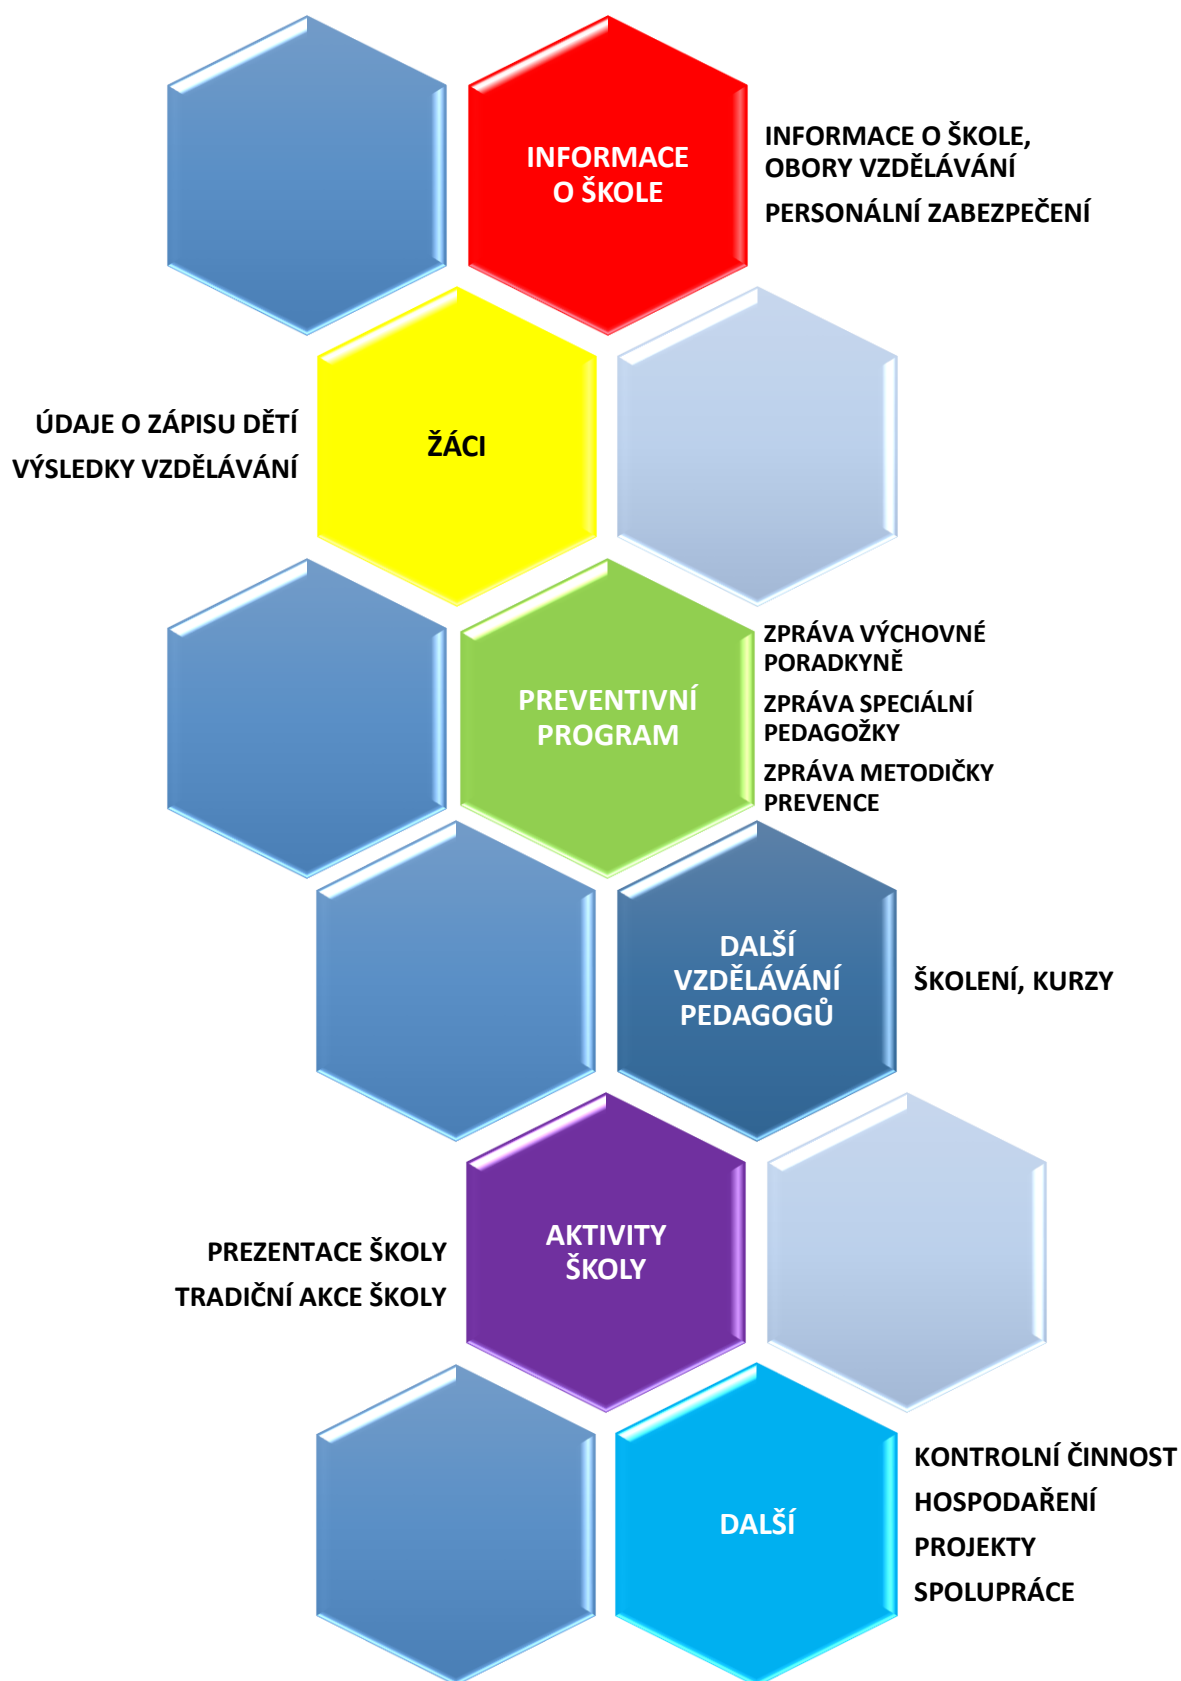 INFORMACE
O ŠKOLE
INFORMACE O ŠKOLE,
OBORY VZDĚLÁVÁNÍ
PERSONÁLNÍ ZABEZPEČENÍ
ÚDAJE O ZÁPISU DĚTÍ
VÝSLEDKY VZDĚLÁVÁNÍ
ŽÁCI
PREVENTIVNÍ
PROGRAM
ZPRÁVA VÝCHOVNÉ
PORADKYNĚ
ZPRÁVA SPECIÁLNÍ
PEDAGOŽKY
ZPRÁVA METODIČKY
PREVENCE
DALŠÍ
VZDĚLÁVÁNÍ
PEDAGOGŮ
ŠKOLENÍ, KURZY
PREZENTACE ŠKOLY
TRADIČNÍ AKCE ŠKOLY
AKTIVITY
ŠKOLY
DALŠÍ
KONTROLNÍ ČINNOST
HOSPODAŘENÍ
PROJEKTY
SPOLUPRÁCE